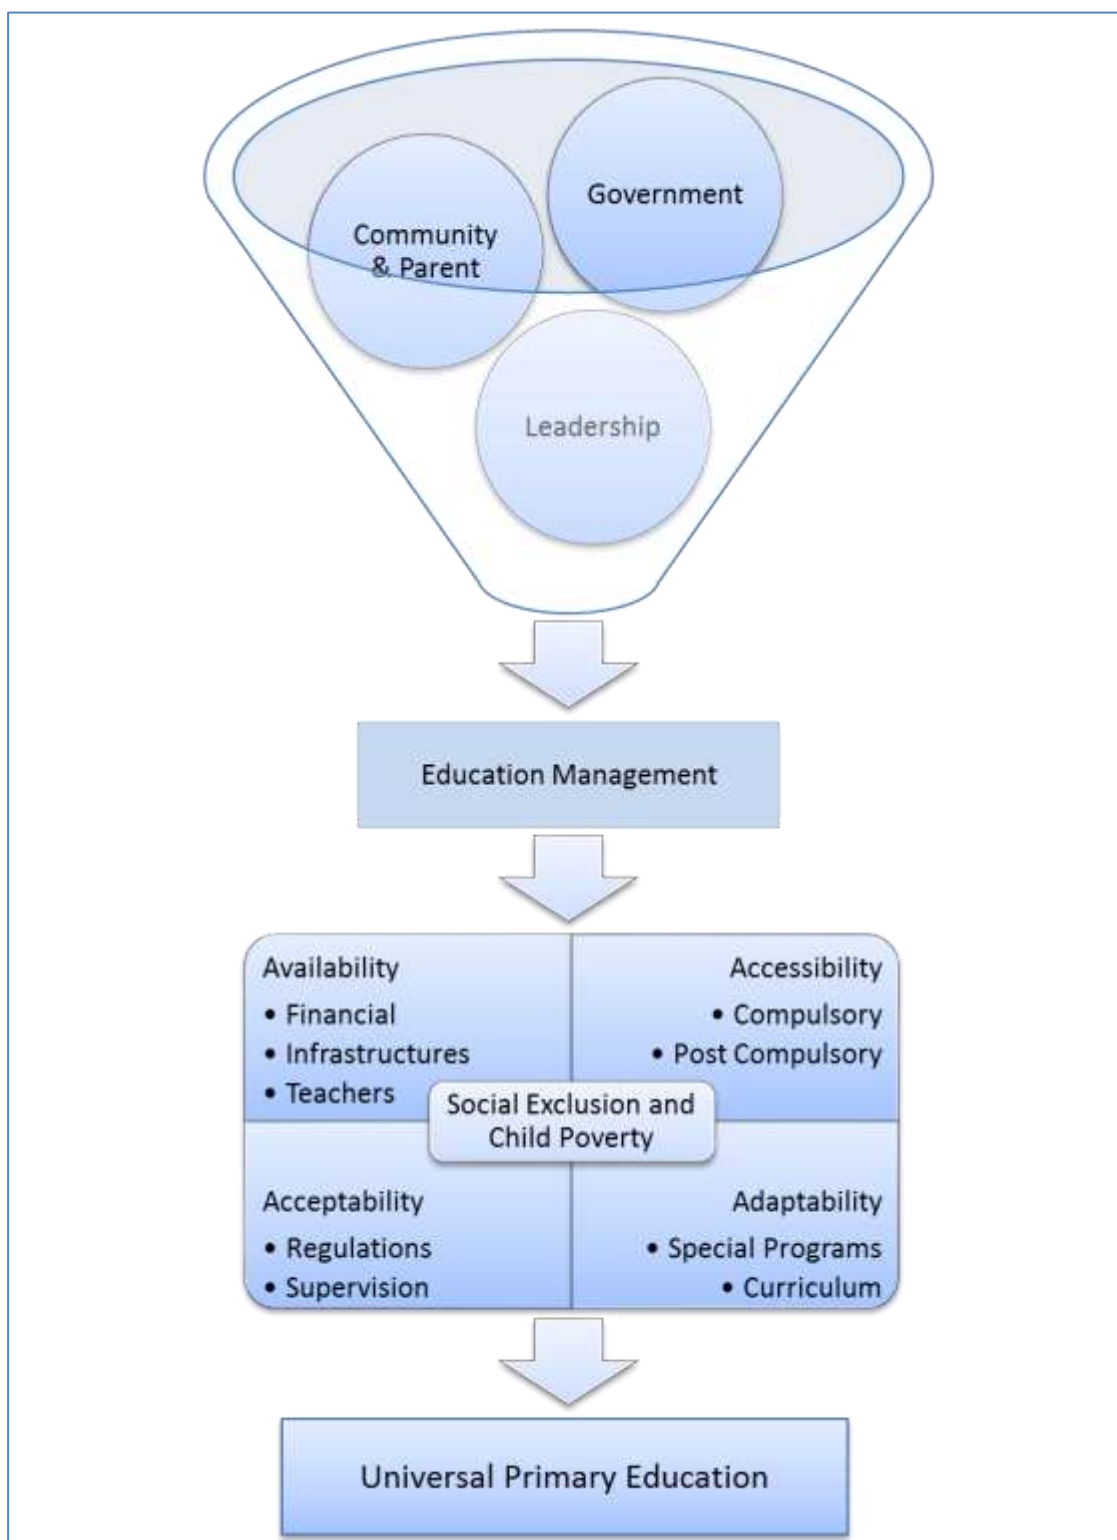 Government
Community
& Parent
Leadership
Education Management
Availability
• Financial
• Infrastructures
• Teachers
Accessibility
• Compulsory
• Post Compulsory
Social Exclusion and
Child Poverty
Acceptability
• Regulations
• Supervision
Adaptability
• Special Programs
• Curriculum
Universal Primary Education